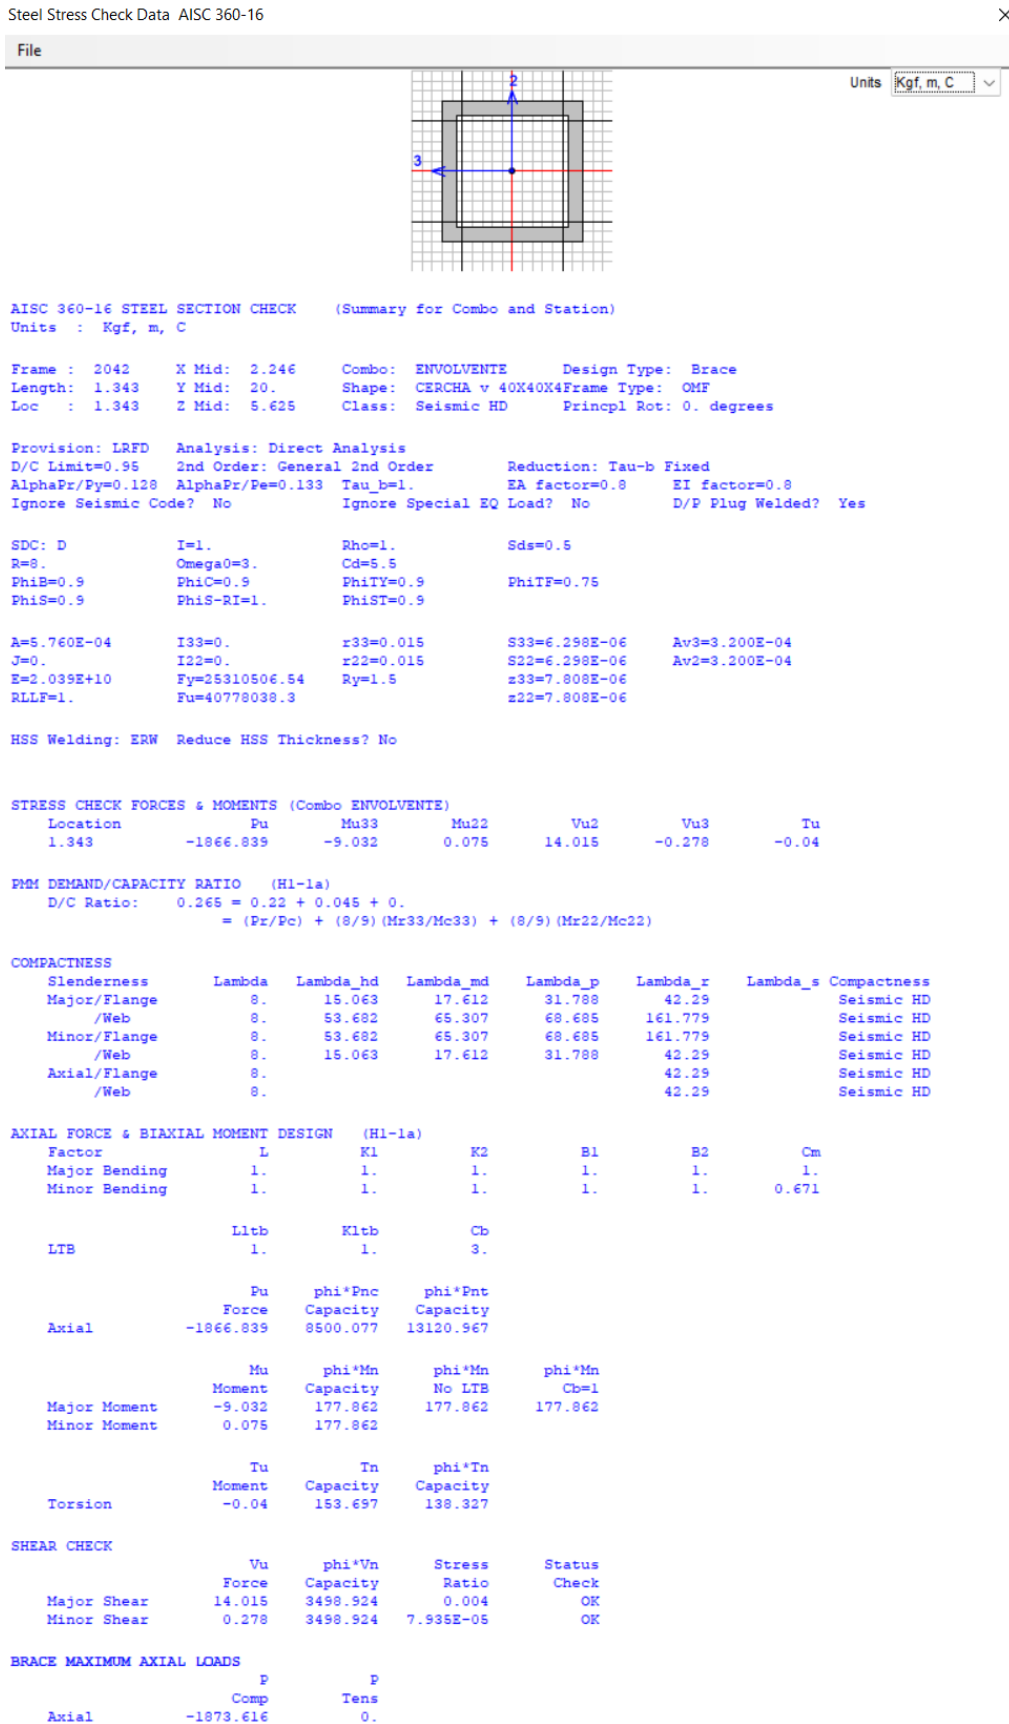 Steel Stress Check Data  AISC 360-16
File
Units Kgf, m, C
2
3
AISC 360-16 STEEL SECTION CHECK    (Summary for Combo and Station)
Units  :  Kgf, m, C
Frame :  2042     X Mid:  2.246     Combo:  ENVOLVENTE      Design Type:  Brace
Length:  1.343    Y Mid:  20.       Shape:  CERCHA v 40X40X4Frame Type:  OMF
Loc   :  1.343    Z Mid:  5.625     Class:  Seismic HD      Princpl Rot: 0. degrees
Provision: LRFD   Analysis: Direct Analysis
D/C Limit=0.95    2nd Order: General 2nd Order        Reduction: Tau-b Fixed
AlphaPr/Py=0.128  AlphaPr/Pe=0.133  Tau_b=1.          EA factor=0.8     EI factor=0.8
Ignore Seismic Code?  No            Ignore Special EQ Load?  No         D/P Plug Welded?  Yes
SDC: D            I=1.              Rho=1.            Sds=0.5
R=8.              Omega0=3.         Cd=5.5
PhiB=0.9          PhiC=0.9          PhiTY=0.9         PhiTF=0.75
PhiS=0.9          PhiS-RI=1.        PhiST=0.9
A=5.760E-04       I33=0.            r33=0.015         S33=6.298E-06     Av3=3.200E-04
J=0.              I22=0.            r22=0.015         S22=6.298E-06     Av2=3.200E-04
E=2.039E+10       Fy=25310506.54    Ry=1.5            z33=7.808E-06
RLLF=1.           Fu=40778038.3                       z22=7.808E-06
HSS Welding: ERW  Reduce HSS Thickness? No
STRESS CHECK FORCES & MOMENTS (Combo ENVOLVENTE)
Location              Pu        Mu33        Mu22         Vu2         Vu3          Tu
1.343          -1866.839      -9.032       0.075      14.015      -0.278       -0.04
PMM DEMAND/CAPACITY RATIO   (H1-1a)
D/C Ratio:    0.265 = 0.22 + 0.045 + 0.
= (Pr/Pc) + (8/9)(Mr33/Mc33) + (8/9)(Mr22/Mc22)
COMPACTNESS
Slenderness       Lambda   Lambda_hd   Lambda_md    Lambda_p    Lambda_r    Lambda_s Compactness
Major/Flange          8.      15.063      17.612      31.788       42.29              Seismic HD
/Web          8.      53.682      65.307      68.685     161.779              Seismic HD
Minor/Flange          8.      53.682      65.307      68.685     161.779              Seismic HD
/Web          8.      15.063      17.612      31.788       42.29              Seismic HD
Axial/Flange          8.                                               42.29              Seismic HD
/Web          8.                                               42.29              Seismic HD
AXIAL FORCE & BIAXIAL MOMENT DESIGN   (H1-1a)
Factor                 L          K1          K2          B1          B2          Cm
Major Bending         1.          1.          1.          1.          1.          1.
Minor Bending         1.          1.          1.          1.          1.       0.671
Lltb        Kltb          Cb
LTB                   1.          1.          3.
Pu     phi*Pnc     phi*Pnt
Force    Capacity    Capacity
Axial          -1866.839    8500.077   13120.967
Mu      phi*Mn      phi*Mn      phi*Mn
Moment    Capacity      No LTB        Cb=1
Major Moment      -9.032     177.862     177.862     177.862
Minor Moment       0.075     177.862
Tu          Tn      phi*Tn
Moment    Capacity    Capacity
Torsion            -0.04     153.697     138.327
SHEAR CHECK
Vu      phi*Vn      Stress      Status
Force    Capacity       Ratio       Check
Major Shear       14.015    3498.924       0.004          OK
Minor Shear        0.278    3498.924   7.935E-05          OK
BRACE MAXIMUM AXIAL LOADS
P           P
Comp        Tens
Axial          -1873.616          0.